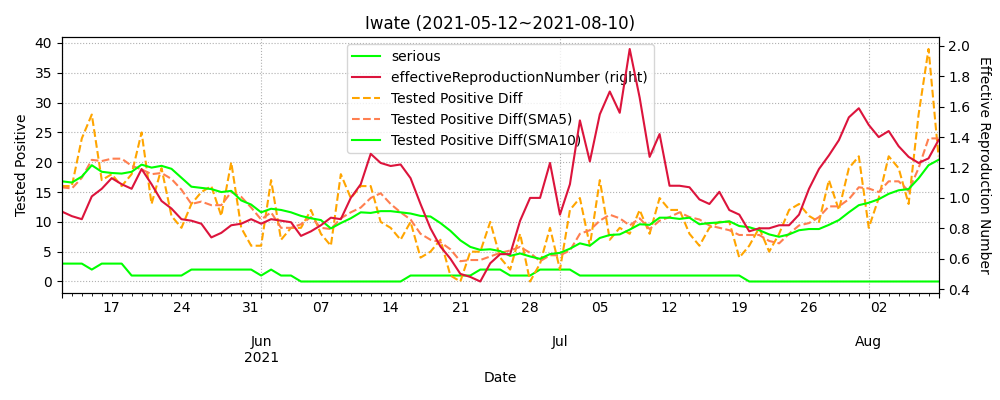 Iwate (2021-05-12~2021-08-10)
serious
effectiveReproductionNumber (right)
Tested Positive Diff
Tested Positive Diff(SMA5)
Tested Positive Diff(SMA10)
Tested Positive
40
35
30
25
20
15
10
5
0
Effective Reproduction Number
2.0
1.8
1.6
1.4
1.2
1.0
0.8
0.6
0.4
17 24 31 07 14 21 28 05 12 19 26 02
Jun Jul Aug
2021
Date